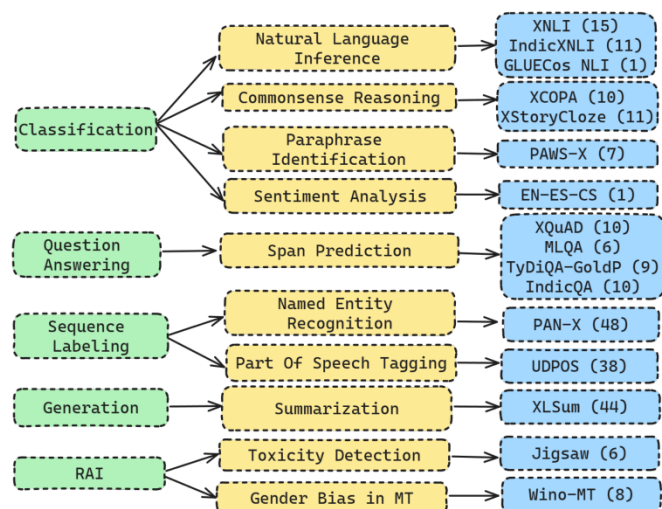 Classification
Natural Language
Inference
XNLI (15)
IndicXNLI (11)
GLUECos NLI (1)
Commonsense Reasoning
XCOPA (10)
XStoryCloze (11)
Paraphrase
Identification
PAWS-X (7)
Sentiment Analysis
EN-ES-CS (1)
Question
Answering
Span Prediction
XQuAD (10)
MLQA (6)
TyDiQA-GoldP (9)
IndicQA (10)
Sequence
Labeling
Named Entity
Recognition
PAN-X (48)
Part Of Speech Tagging
UDPOS (38)
Generation
Summarization
XLSum (44)
RAI
Toxicity Detection
Jigsaw (6)
Gender Bias in MT
Wino-MT (8)